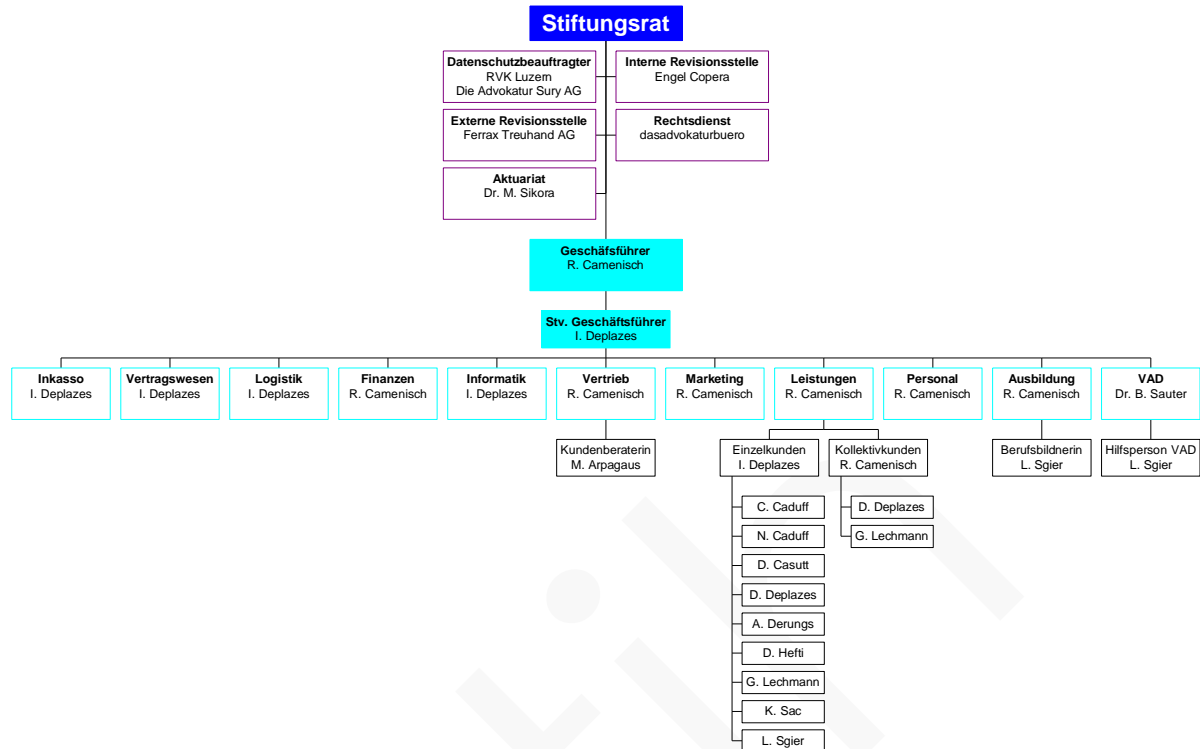 Stiftungsrat
Datenschutzbeauftragter
RVK Luzern
Die Advokatur Sury AG
Interne Revisionsstelle
Engel Copera
Externe Revisionsstelle
Ferrax Treuhand AG
Rechtsdienst
dasadvokaturbuero
Aktuariat
Dr. M. Sikora
Geschäfsführer
R. Camenisch
Stv. Geschäftsführer
I. Deplazes
Inkasso
I. Deplazes
Vertragswesen
I. Deplazes
Logistik
I. Deplazes
Finanzen
R. Camenisch
Informatik
I. Deplazes
Vertrieb
R. Camenisch
Marketing
R. Camenisch
Leistungen
R. Camenisch
Personal
R. Camenisch
Ausbildung
R. Camenisch
VAD
Dr. B. Sauter
Kundenberaterin
M. Arpagaus
Einzelkunden
I. Deplazes
Kollektivkunden
R. Camenisch
Berufsbildnerin
L. Sgier
Hilfsperson VAD
L. Sgier
C. Caduff
N. Caduff
D. Casutt
D. Deplazes
A. Derungs
D. Hefti
G. Lechmann
K. Sac
L. Sgier
D. Deplazes
G. Lechmann